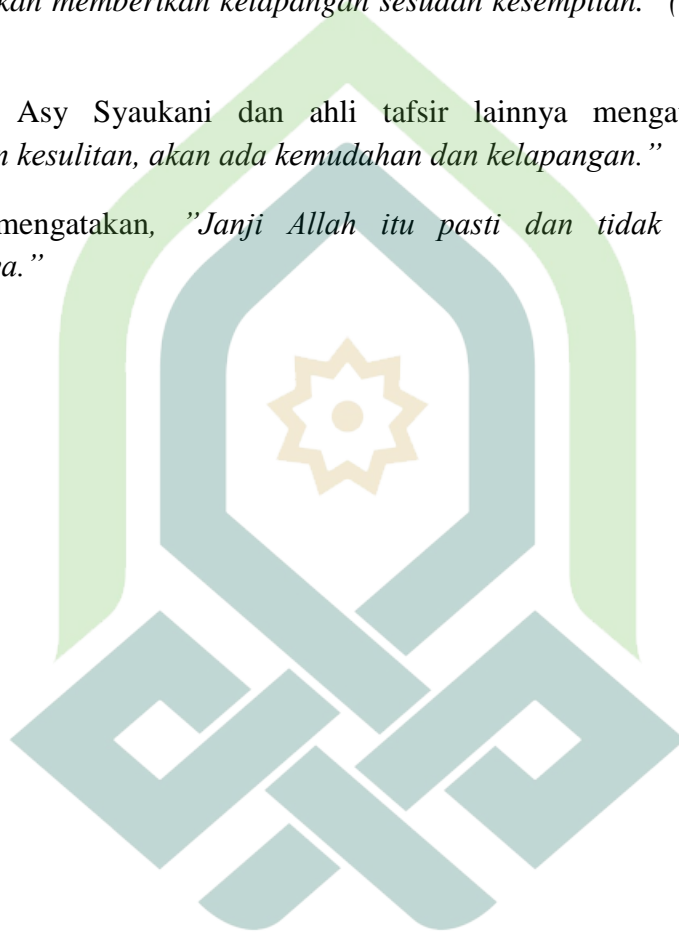 kan memberikan kelapangan sesudah kesempitan. (
Asy Syaukani dan ahli tafsir lainnya menga
n kesulitan, akan ada kemudahan dan kelapangan.”
mengatakan, ”Janji Allah itu pasti dan tidak
a.”